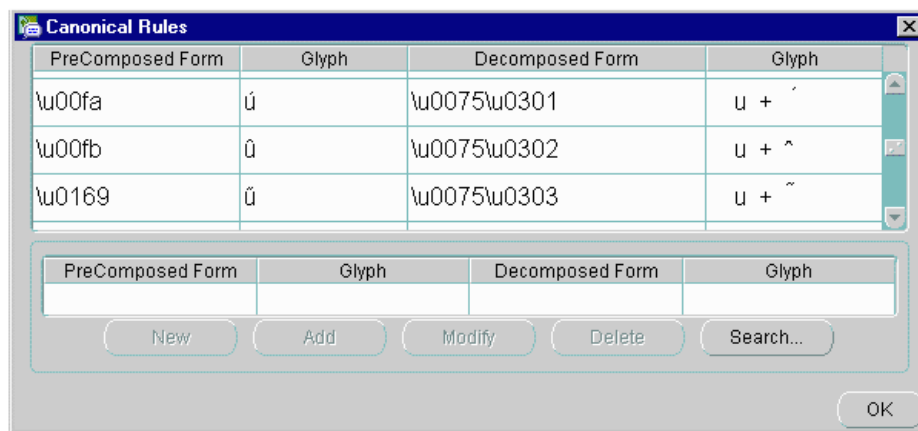 Canonical Rules
PreComposed Form Glyph Decomposed Form Glyph
\u00fa ú \u0075\u0301 u + ´
\u00fb û \u0075\u0302 u + ^
\u0169 ũ \u0075\u0303 u + ˜
PreComposed Form Glyph Decomposed Form Glyph
New Add Modify Delete Search...
OK